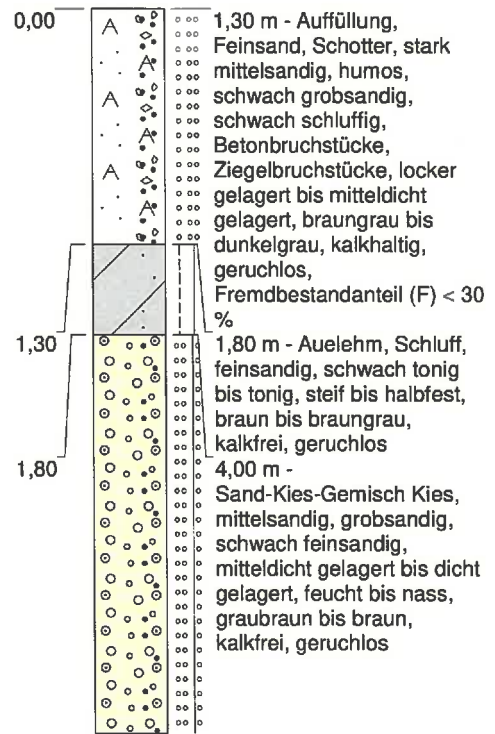 0,00
1,30 m - Auffüllung,
Feinsand, Schotter, stark
mittelsandig, humos,
schwach grobsandig,
schwach schluffig,
Betonbruchstücke,
Ziegelbruchstücke, locker
gelagert bis mitteldicht
gelagert, braungrau bis
dunkelgrau, kalkhaltig,
geruchlos,
Fremdbestandanteil (F) < 30
%
1,30
1,80 m - Auelehm, Schluff,
feinsandig, schwach tonig
bis tonig, steif bis halbfest,
braun bis braungrau,
kalkfrei, geruchlos
1,80
4,00 m -
Sand-Kies-Gemisch Kies,
mittelsandig, grobsandig,
schwach feinsandig,
mitteldicht gelagert bis dicht
gelagert, feucht bis nass,
graubraun bis braun,
kalkfrei, geruchlos
A
A
A
A
A
A